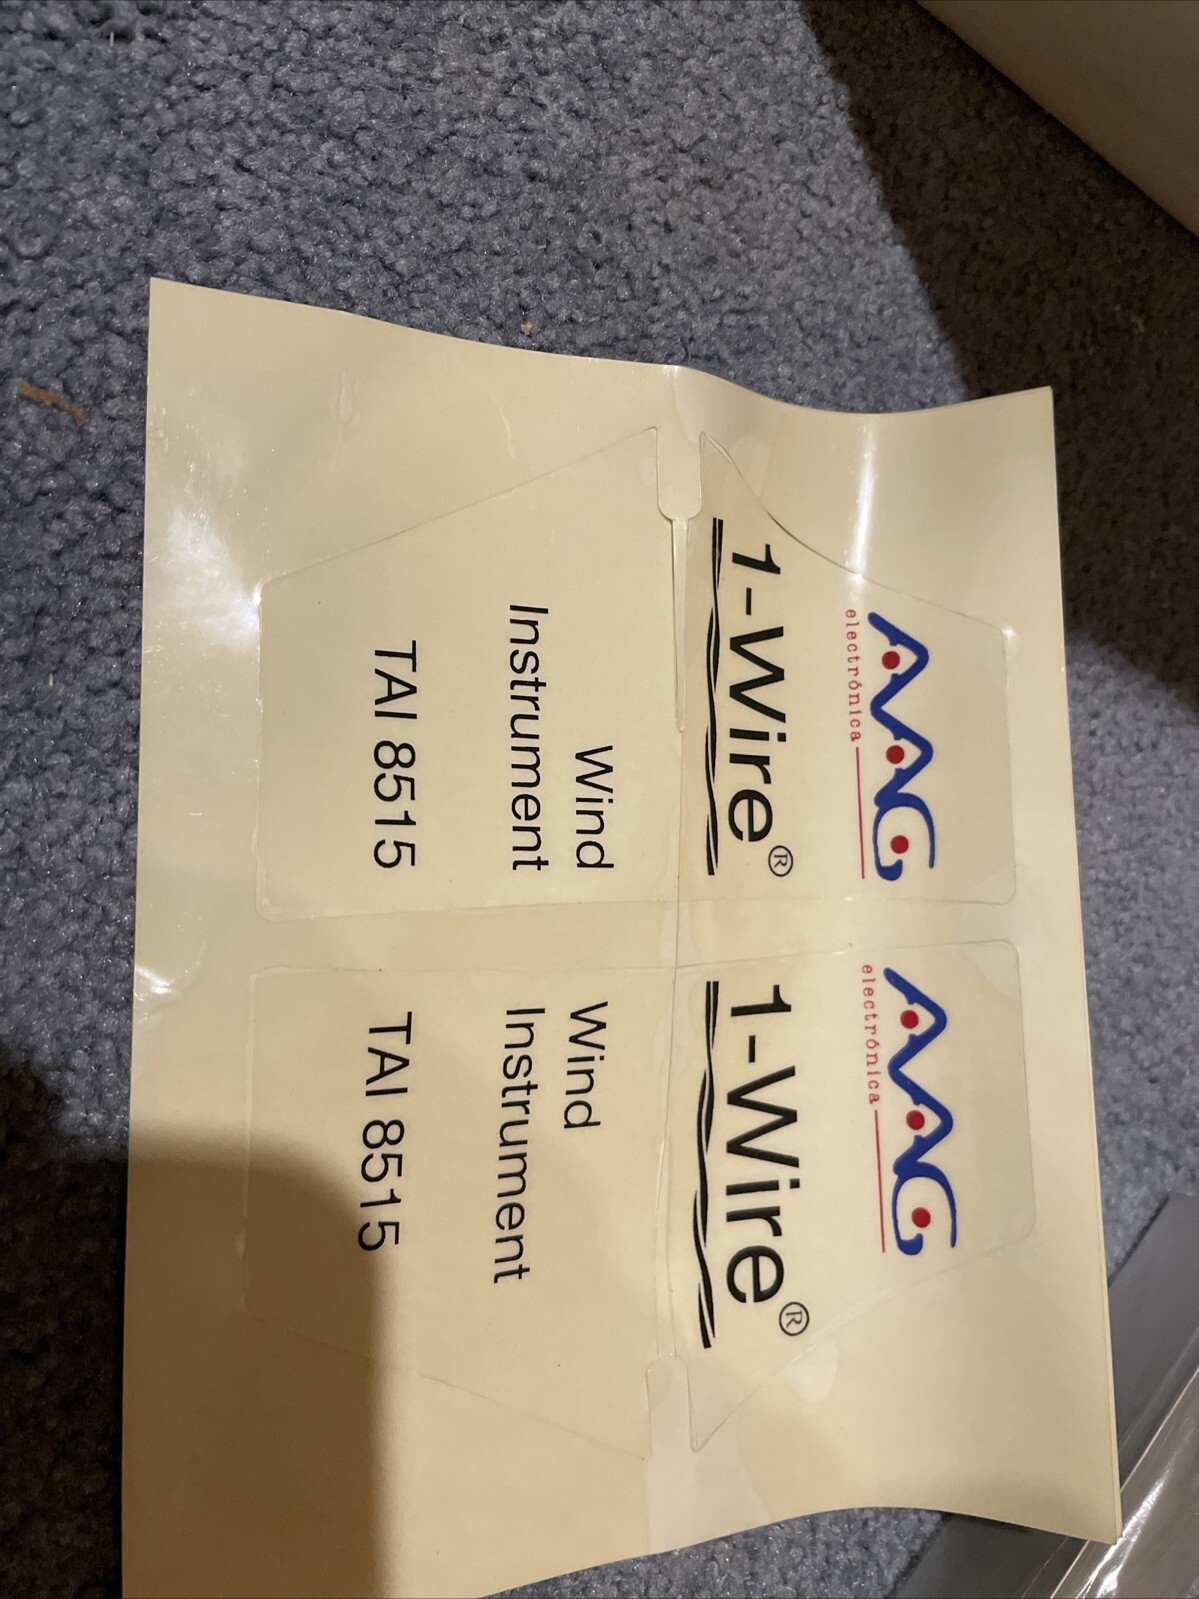 AAG
electrónica
1-Wire®
Wind
Instrument
TAI 8515
AAG
electrónica
1-Wire®
Wind
Instrument
TAI 8515